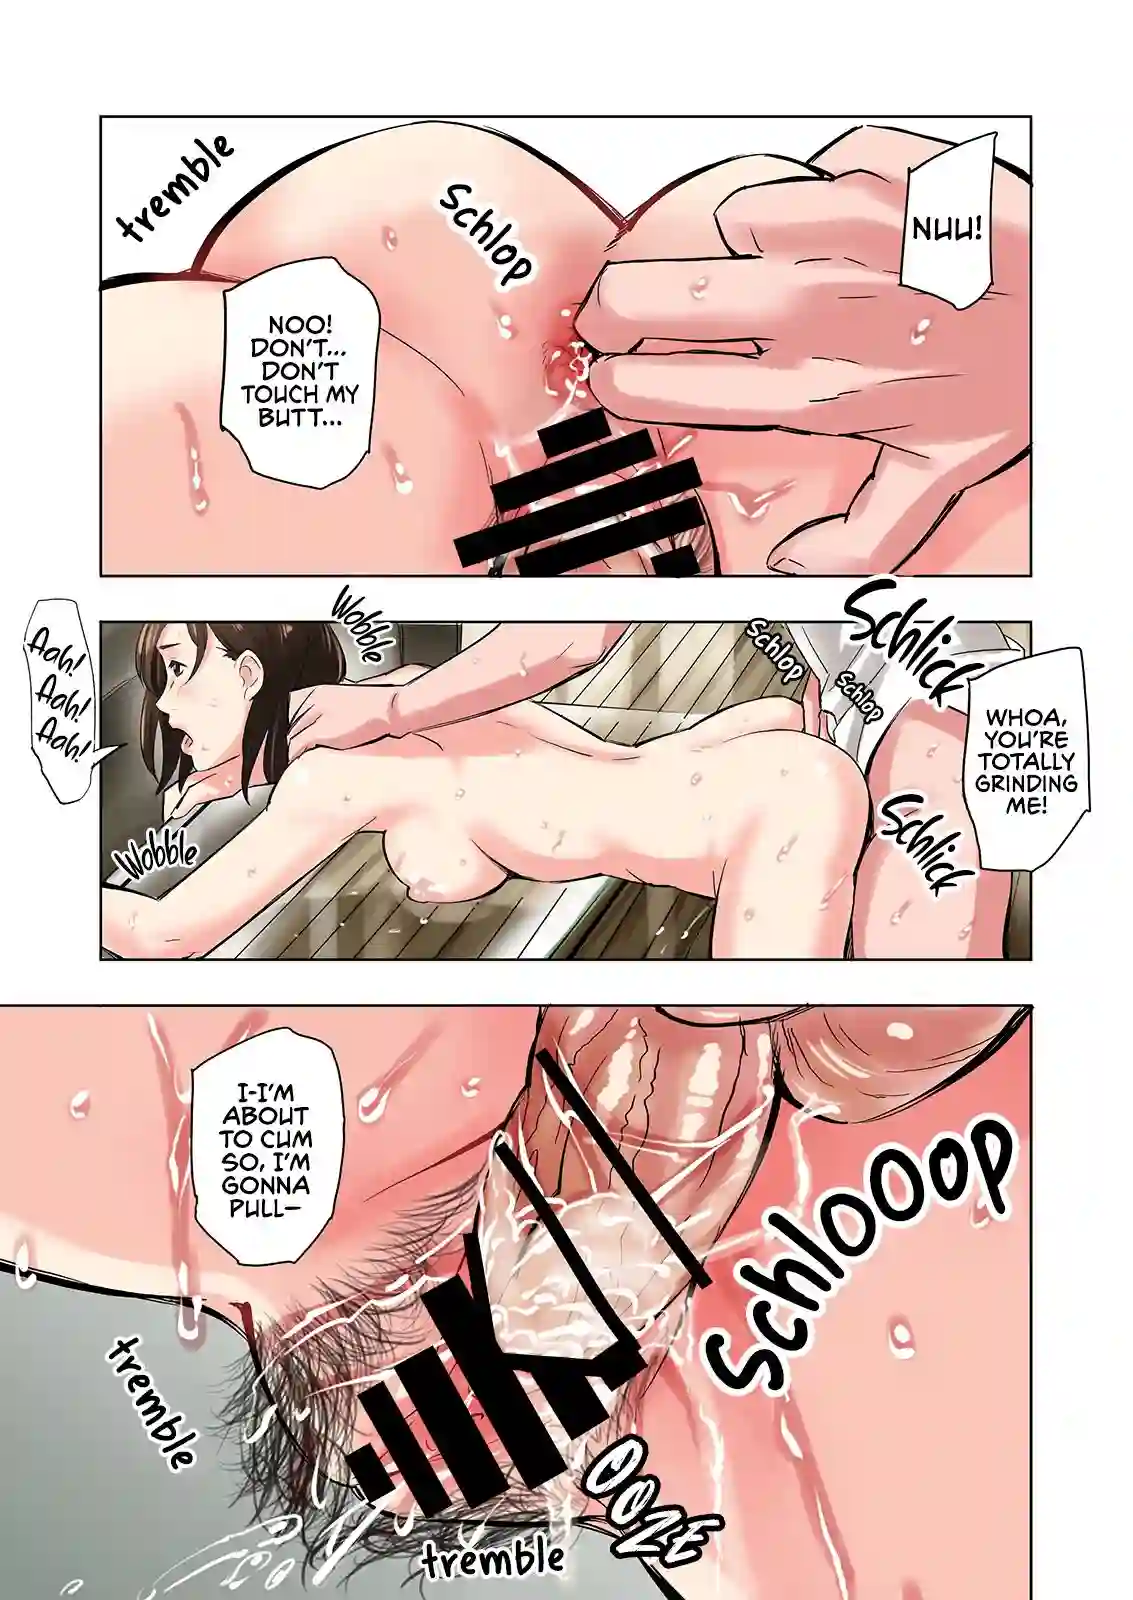 NUU!
Schlop
tremble
NOO!
DON'T...
DON'T
TOUCH MY
BUTT...
Schlick
WHOA,
YOU'RE
TOTALLY
GRINDING
ME!
Schlop
Schlop
Schlick
Wobble
Aah!
Aah!
Aah!
Wobble
I-I'M
ABOUT
TO CUM
SO, I'M
GONNA
PULL-
SchlOOop
tremble
OOZE
tremble